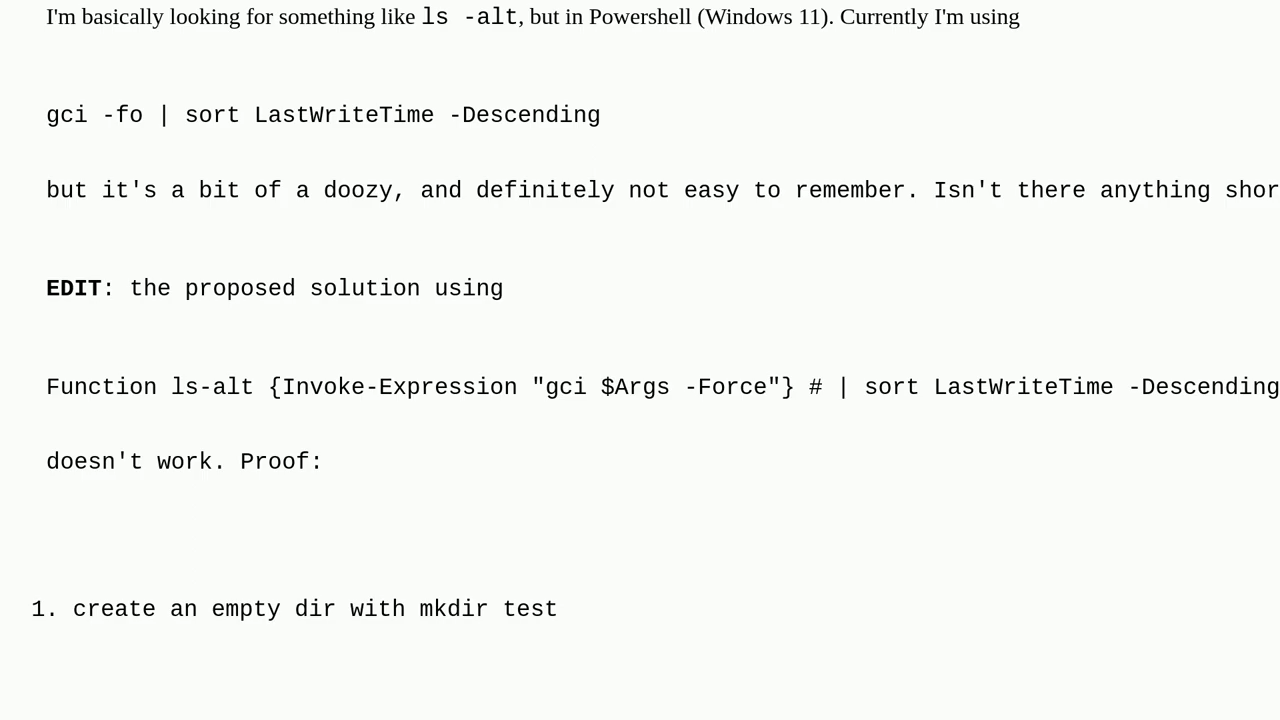 I'm basically looking for something like ls -alt, but in Powershell (Windows 11). Currently I'm using
gci -fo | sort LastWriteTime -Descending
but it's a bit of a doozy, and definitely not easy to remember. Isn't there anything shor
EDIT: the proposed solution using
Function ls-alt {Invoke-Expression "gci $Args -Force"} # | sort LastWriteTime -Descending
doesn't work. Proof:
1. create an empty dir with mkdir test